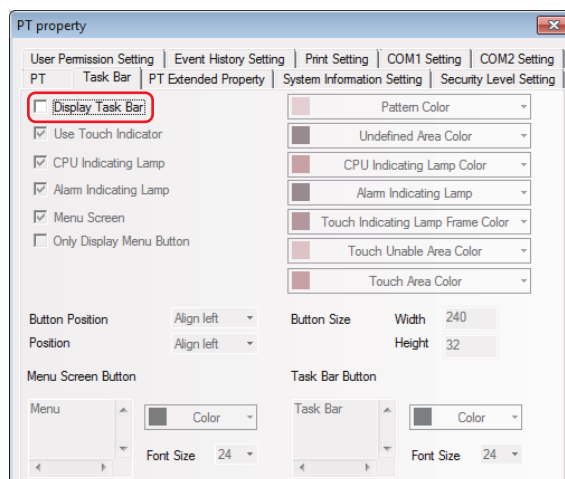 PT property
User Permission Setting Event History Setting Print Setting COM1 Setting COM2 Setting
PT Task Bar PT Extended Property System Information Setting Security Level Setting
Display Task Bar Pattern Color
Use Touch Indicator Undefined Area Color
CPU Indicating Lamp CPU Indicating Lamp Color
Alarm Indicating Lamp Alarm Indicating Lamp
Menu Screen Touch Indicating Lamp Frame Color
Only Display Menu Button Touch Unable Area Color
Touch Area Color
Button Position Align left Button Size Width 240
Position Align left Height 32
Menu Screen Button Task Bar Button
Menu Color Task Bar Color
Font Size 24 Font Size 24